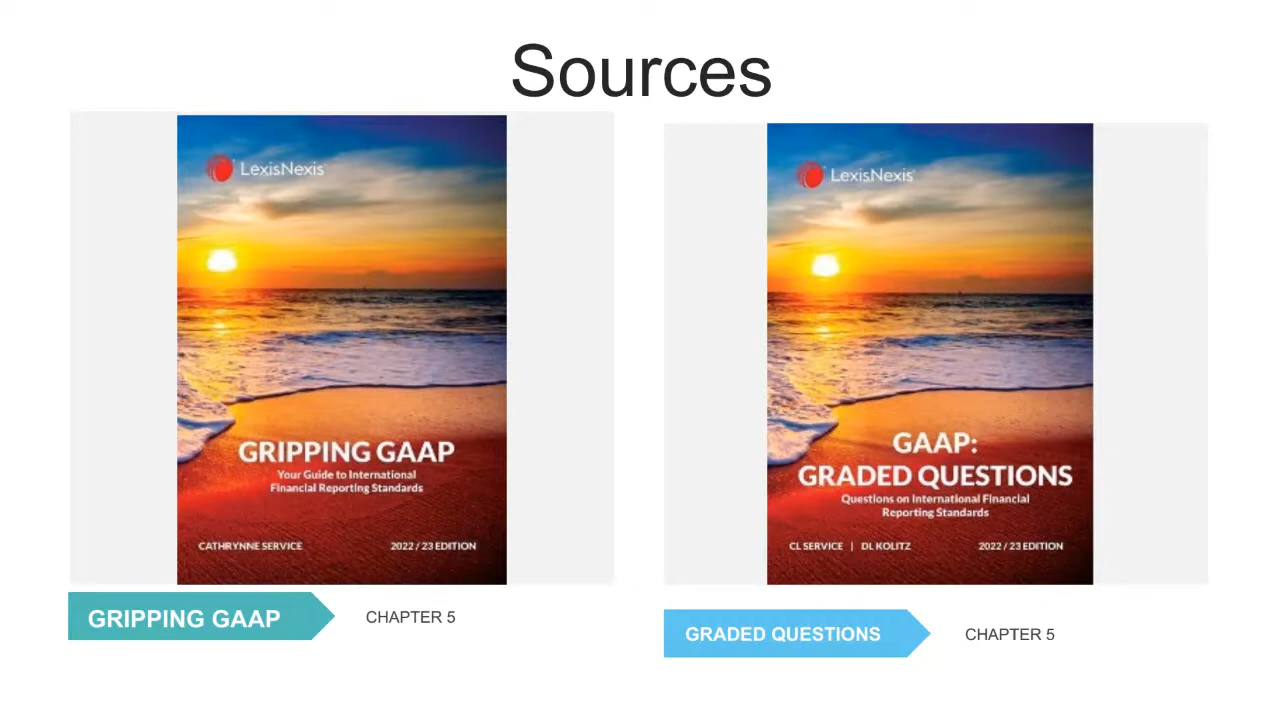 Sources
LexisNexis
GRIPPING GAAP
Your Guide to International
Financial Reporting Standards
CATHRYNNE SERVICE 2022 / 23 EDITION
GRIPPING GAAP CHAPTER 5
LexisNexis
GAAP:
GRADED QUESTIONS
Questions on International Financial
Reporting Standards
CL SERVICE | DL KOLITZ 2022 / 23 EDITION
GRADED QUESTIONS CHAPTER 5